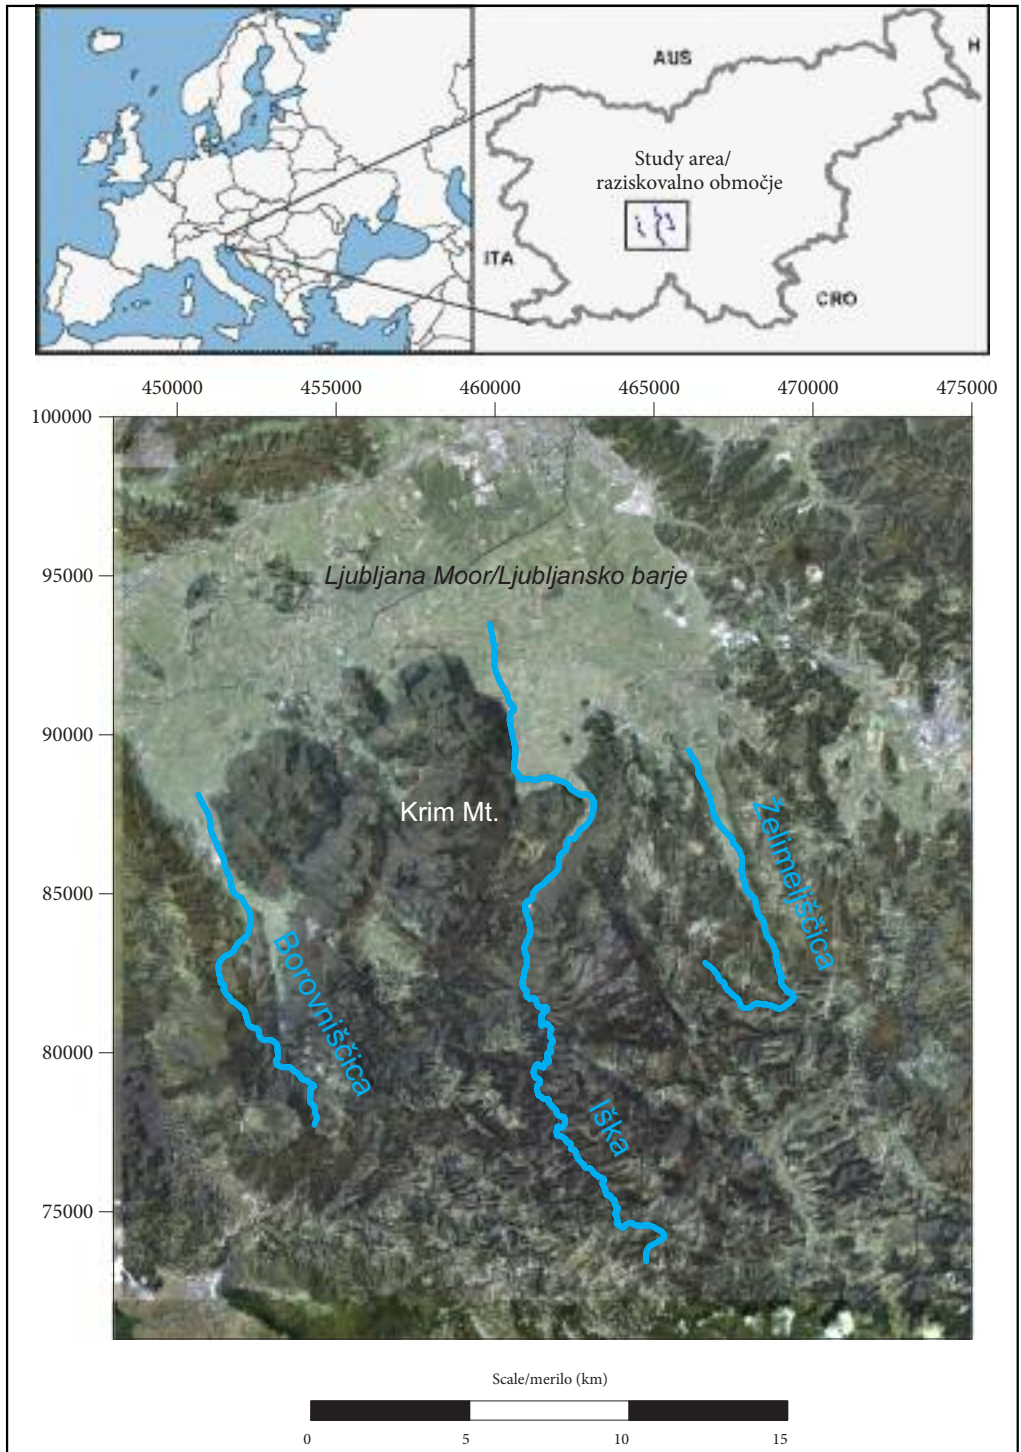 AUS
H
Study area/
raziskovalno območje
ITA
CRO
450000 455000 460000 465000 470000 475000
100000
95000
Ljubljana Moor/Ljubljansko barje
90000
Krim Mt.
Želimeljščica
85000
Borovniščica
80000
Iška
75000
Scale/merilo (km)
0 5 10 15